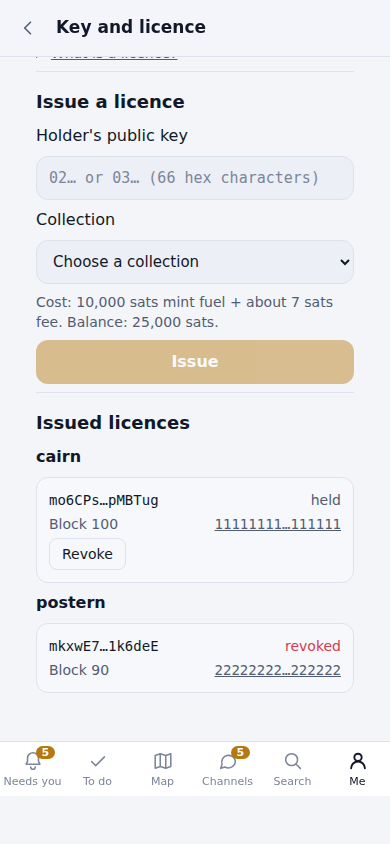 Key and licence
What is a licence?
Issue a licence
Holder's public key
02… or 03… (66 hex characters)
Collection
Choose a collection
Cost: 10,000 sats mint fuel + about 7 sats
fee. Balance: 25,000 sats.
Issue
Issued licences
cairn
mo6CPs…pMBTug held
Block 100 11111111…111111
Revoke
postern
mkxwE7…1k6deE revoked
Block 90 22222222…222222
5 5
Needs you To do Map Channels Search Me